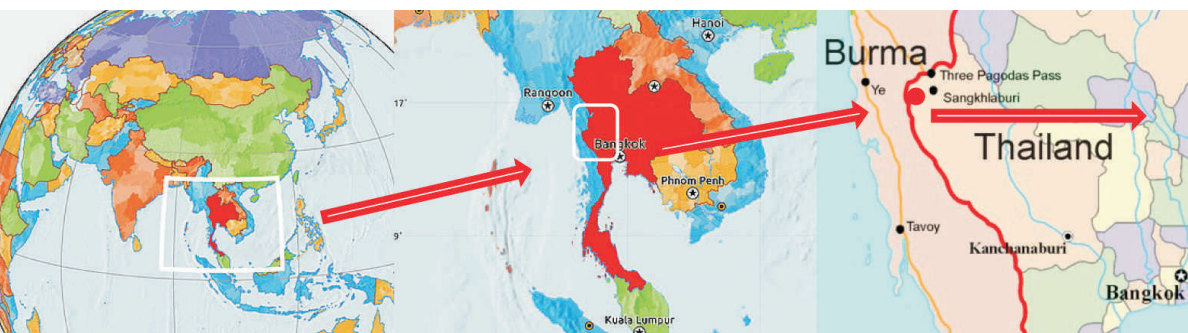 Hanoi
Rangoon
17°
Bangkok
Phnom Penh
9°
Kuala Lumpur
Burma
Three Pagodas Pass
Ye
Sangkhlaburi
Thailand
Tavoy
Kanchanaburi
Bangkok